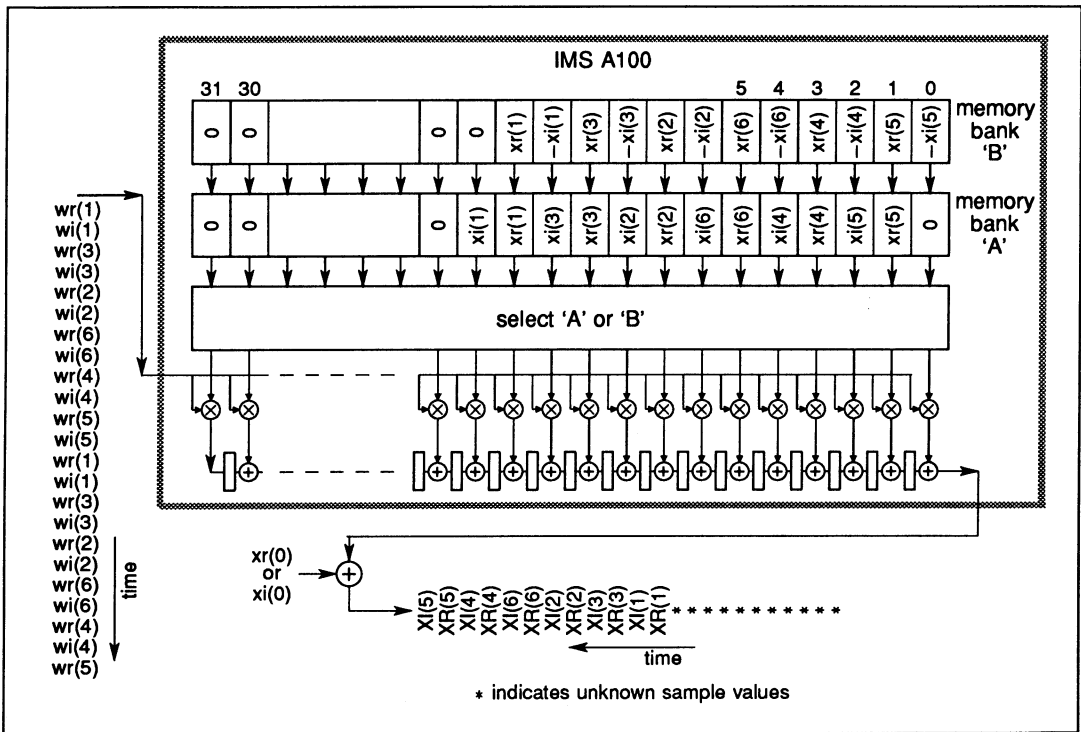 IMS A100
31 30 5 4 3 2 1 0
0 0 0 0 xr(1) −xi(1) xr(3) −xi(3) xr(2) −xi(2) xr(6) −xi(6) xr(4) −xi(4) xr(5) −xi(5)
memory
bank
'B'
0 0 0 xi(1) xr(1) xi(3) xr(3) xi(2) xr(2) xi(6) xr(6) xi(4) xr(4) xi(5) xr(5) 0
memory
bank
'A'
select 'A' or 'B'
wr(1)
wi(1)
wr(3)
wi(3)
wr(2)
wi(2)
wr(6)
wi(6)
wr(4)
wi(4)
wr(5)
wi(5)
wr(1)
wi(1)
wr(3)
wi(3)
wr(2)
wi(2)
wr(6)
wi(6)
wr(4)
wi(4)
wr(5)
time
xr(0)
or
xi(0)
XI(5) XR(5) XI(4) XR(4) XI(6) XR(6) XI(2) XR(2) XI(3) XR(3) XI(1) XR(1) * * * * * * * * * * *
time
* indicates unknown sample values